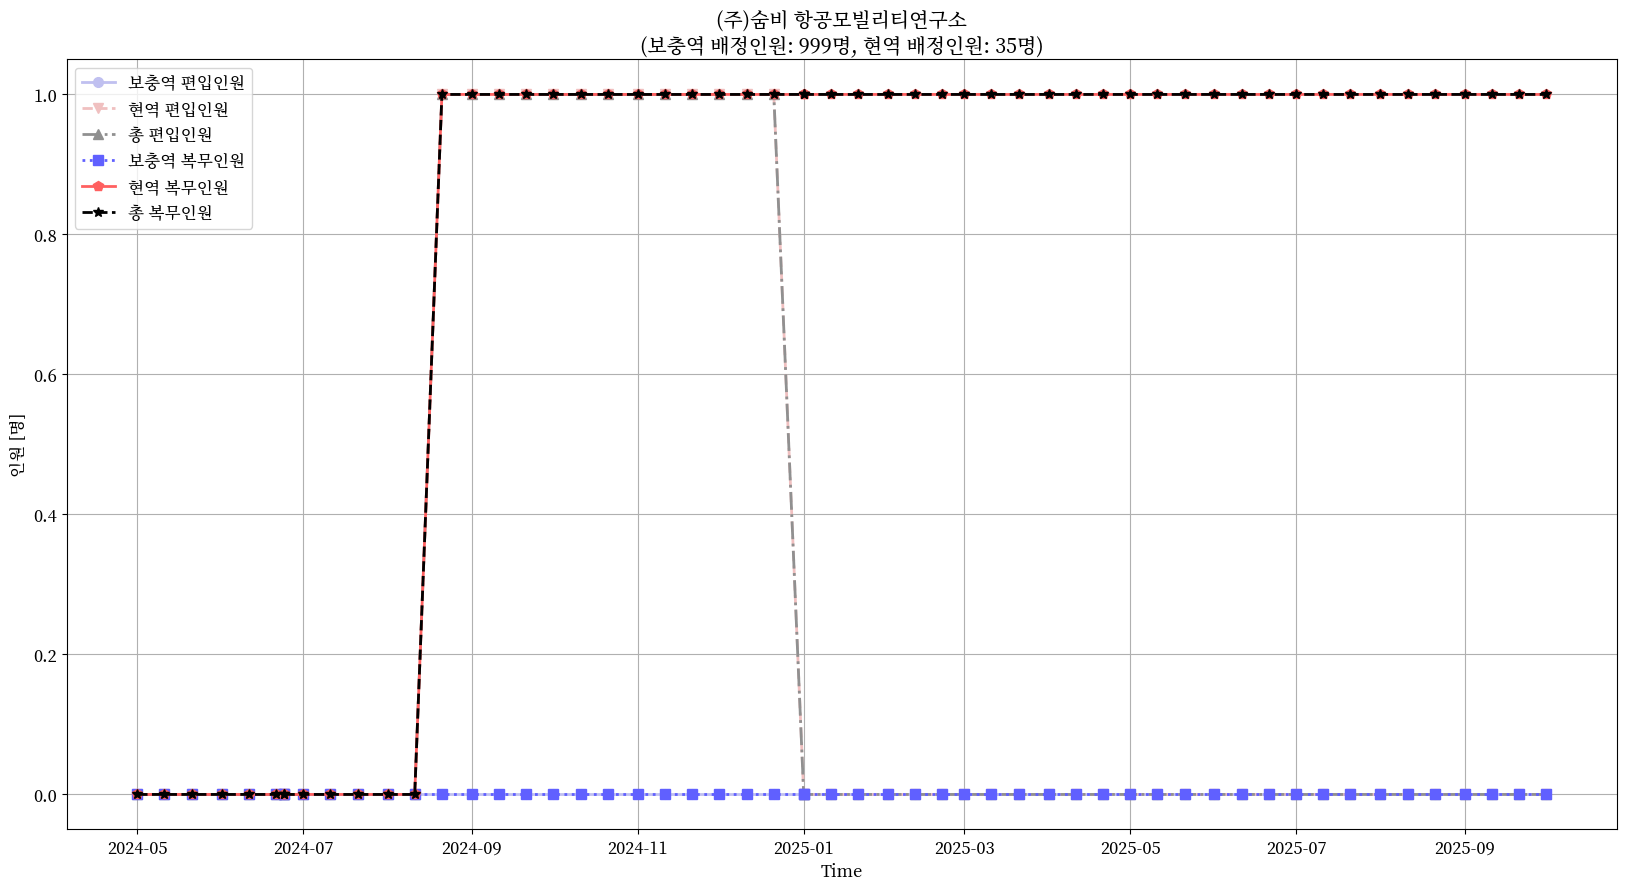 (주)숨비 항공모빌리티연구소
(보충역 배정인원: 999명, 현역 배정인원: 35명)
보충역 편입인원
현역 편입인원
총 편입인원
보충역 복무인원
현역 복무인원
총 복무인원
1.0
0.8
0.6
0.4
0.2
0.0
인원 [명]
2024-05 2024-07 2024-09 2024-11 2025-01 2025-03 2025-05 2025-07 2025-09
Time